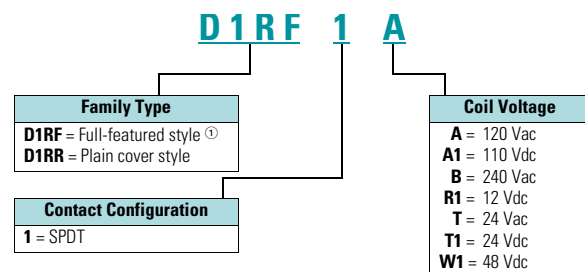 D1RF 1 A
Family Type
D1RF = Full-featured style ①
D1RR = Plain cover style
Contact Configuration
1 = SPDT
Coil Voltage
A = 120 Vac
A1 = 110 Vdc
B = 240 Vac
R1 = 12 Vdc
T = 24 Vac
T1 = 24 Vdc
W1 = 48 Vdc